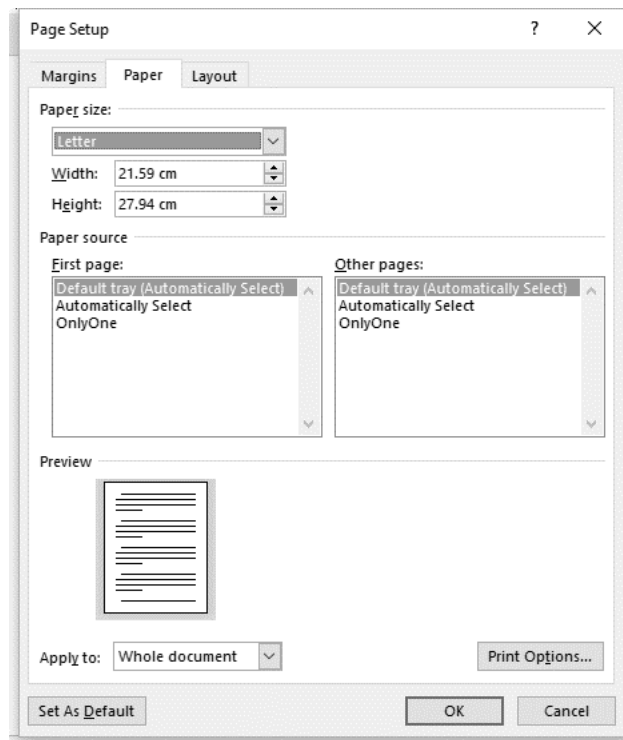 Page Setup ? ×
Margins Paper Layout
Paper size:
Letter
Width: 21.59 cm
Height: 27.94 cm
Paper source
First page: Other pages:
Default tray (Automatically Select) Default tray (Automatically Select)
Automatically Select Automatically Select
OnlyOne OnlyOne
Preview
Apply to: Whole document Print Options...
Set As Default OK Cancel